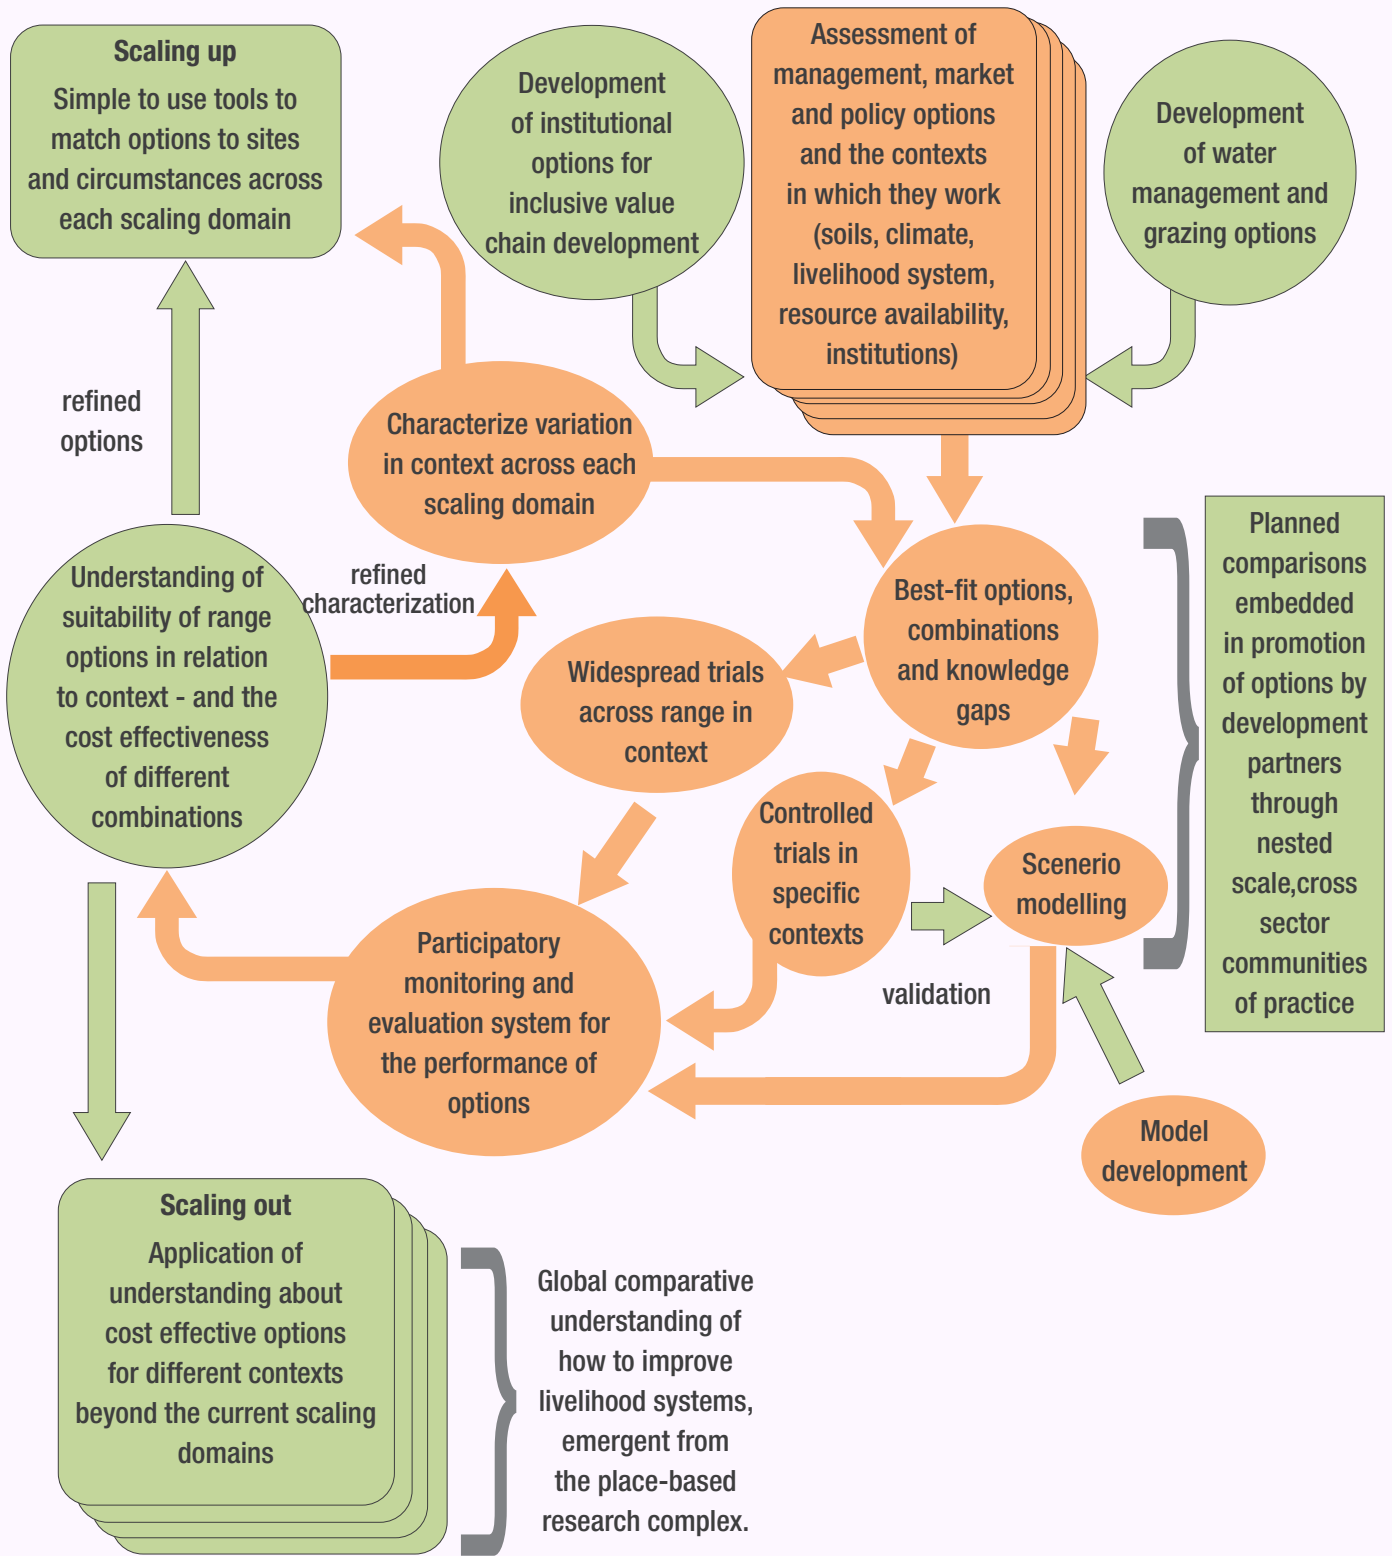 Scaling up
Simple to use tools to
match options to sites
and circumstances across
each scaling domain
Development
of institutional
options for
inclusive value
chain development
Assessment of
management, market
and policy options
and the contexts
in which they work
(soils, climate,
livelihood system,
resource availability,
institutions)
Development
of water
management and
grazing options
refined
options
Characterize variation
in context across each
scaling domain
Understanding of
suitability of range
options in relation
to context - and the
cost effectiveness
of different
combinations
refined
characterization
Best-fit options,
combinations
and knowledge
gaps
Widespread trials
across range in
context
Controlled
trials in
specific
contexts
Scenerio
modelling
Planned
comparisons
embedded
in promotion
of options by
development
partners
through
nested
scale,cross
sector
communities
of practice
Participatory
monitoring and
evaluation system for
the performance of
options
validation
Model
development
Scaling out
Application of
understanding about
cost effective options
for different contexts
beyond the current scaling
domains
Global comparative
understanding of
how to improve
livelihood systems,
emergent from
the place-based
research complex.